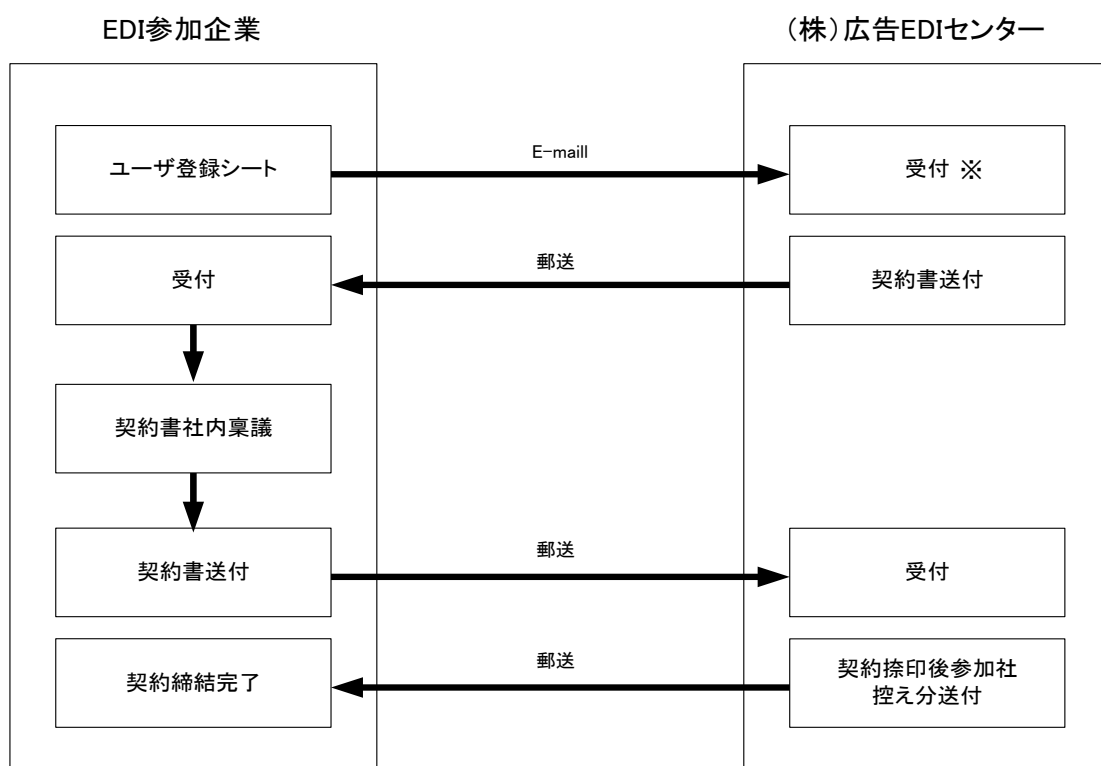 EDI参加企業
(株)広告EDIセンター
ユーザ登録シート
E-maill
受付 ※
受付
郵送
契約書送付
契約書社内稟議
契約書送付
郵送
受付
契約締結完了
郵送
契約捺印後参加社
控え分送付